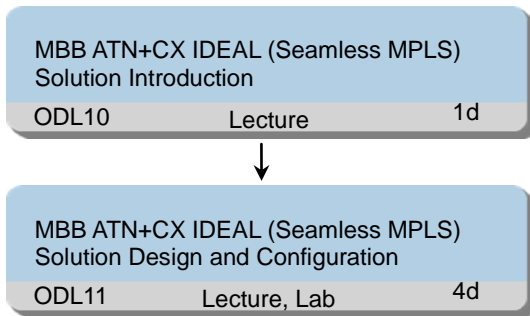 MBB ATN+CX IDEAL (Seamless MPLS)
Solution Introduction
ODL10 Lecture 1d
MBB ATN+CX IDEAL (Seamless MPLS)
Solution Design and Configuration
ODL11 Lecture, Lab 4d